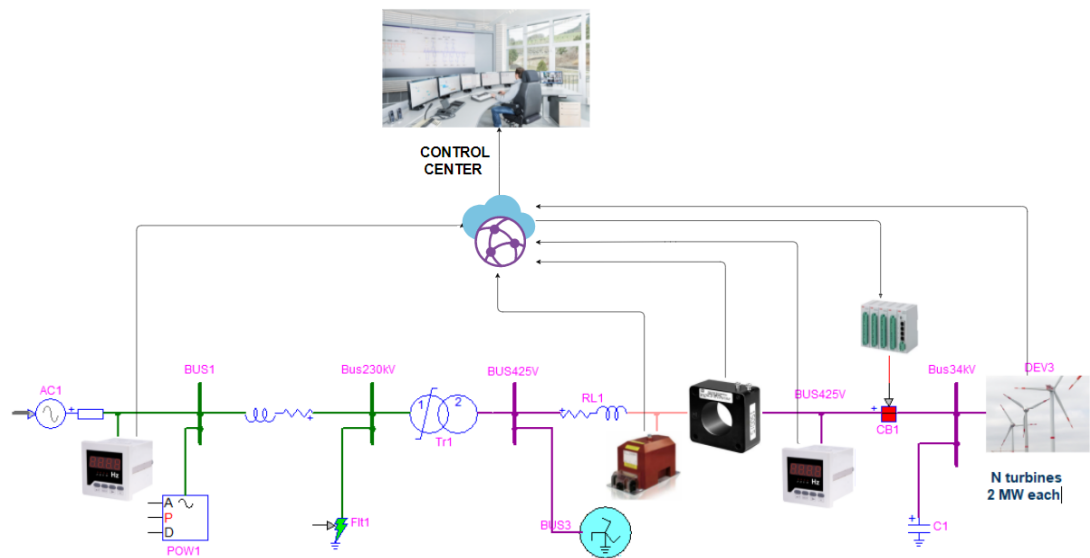 CONTROL
CENTER
DEV3
BUS1
Bus230kV
BUS425V
Bus34kV
AC1
RL1
BUS425V
+
+
+
1
2
Tr1
CB1
Hz
Hz
A
P
D
POW1
Flt1
BUS3
+
C1
N turbines
2 MW each